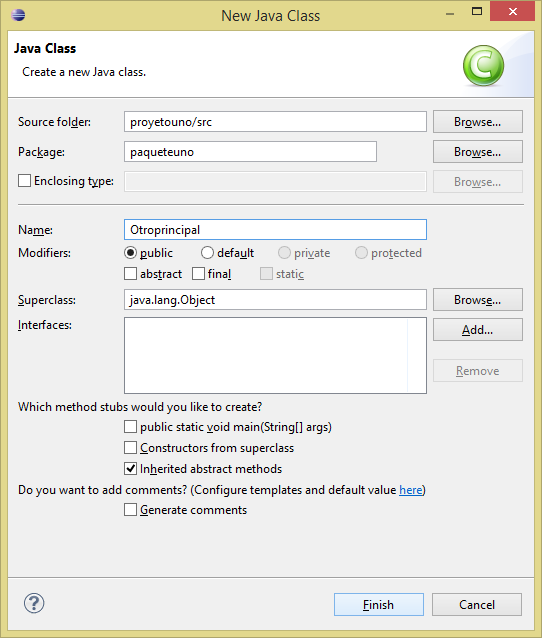 New Java Class
Java Class
Create a new Java class.
Source folder: proyetouno/src Browse...
Package: paqueteuno Browse...
Enclosing type: Browse...
Name: Otroprincipal
Modifiers: public default private protected
abstract final static
Superclass: java.lang.Object Browse...
Interfaces: Add...
Remove
Which method stubs would you like to create?
public static void main(String[] args)
Constructors from superclass
Inherited abstract methods
Do you want to add comments? (Configure templates and default value here)
Generate comments
Finish Cancel